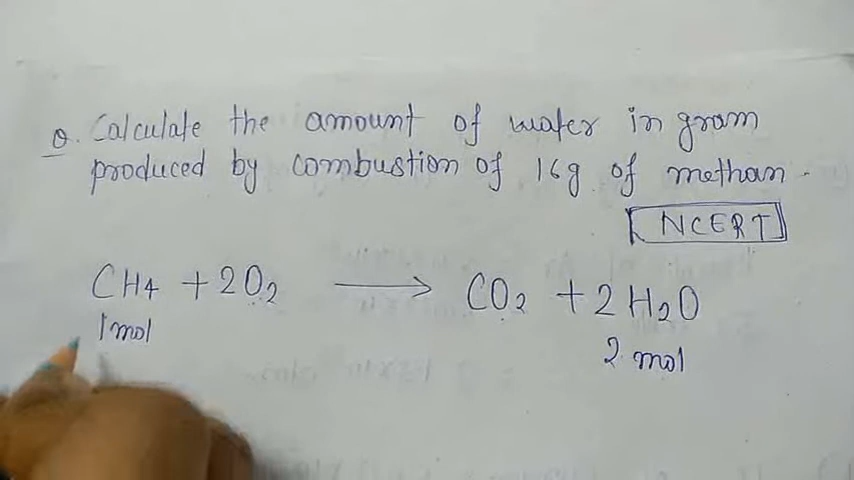 Q. Calculate the amount of water in gram
produced by combustion of 16g of methan.
[NCERT]
CH4 + 2O2 → CO2 + 2H2O
1mol 2 mol